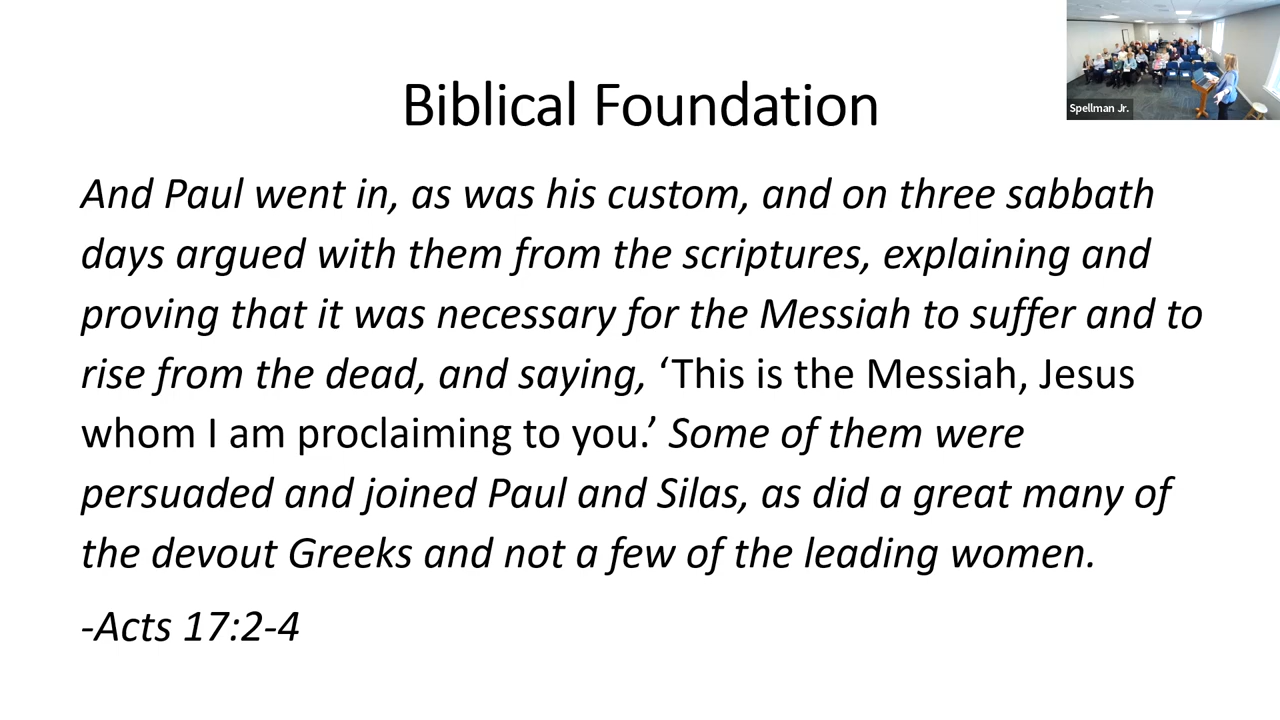 Biblical Foundation
Spellman Jr.
And Paul went in, as was his custom, and on three sabbath
days argued with them from the scriptures, explaining and
proving that it was necessary for the Messiah to suffer and to
rise from the dead, and saying, ‘This is the Messiah, Jesus
whom I am proclaiming to you.’ Some of them were
persuaded and joined Paul and Silas, as did a great many of
the devout Greeks and not a few of the leading women.
-Acts 17:2-4